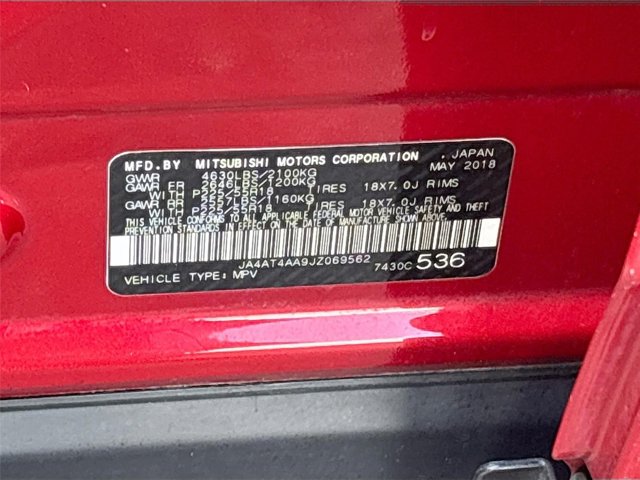 MFD.BY MITSUBISHI MOTORS CORPORATION , JAPAN
MAY 2018
GVWR 4630LBS/2100KG
GAWR FR 2646LBS/1200KG
WITH P225/55R18 TIRES 18X7.0J RIMS
GAWR RR 2557LBS/1160KG
WITH P225/55R18 TIRES 18X7.0J RIMS
THIS VEHICLE CONFORMS TO ALL APPLICABLE FEDERAL MOTOR VEHICLE SAFETY AND THEFT
PREVENTION STANDARDS IN EFFECT ON THE DATE OF MANUFACTURE SHOWN ABOVE
JA4AT4AA9JZ069562
VEHICLE TYPE: MPV 7430C 536